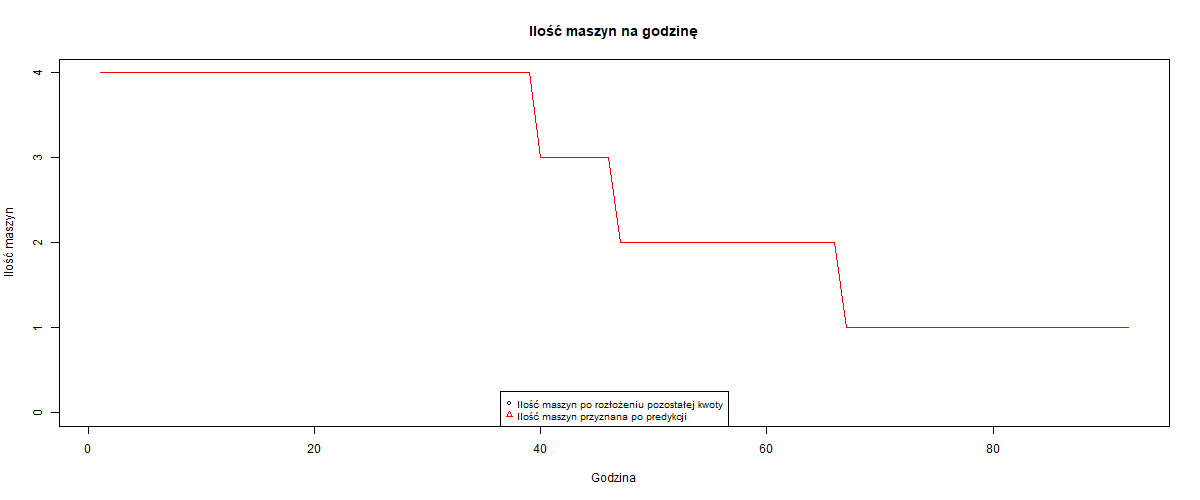 Ilość maszyn na godzinę
Ilość maszyn
4
3
2
1
0
Ilość maszyn po rozłożeniu pozostałej kwoty
Ilość maszyn przyznana po predykcji
0 20 40 60 80
Godzina